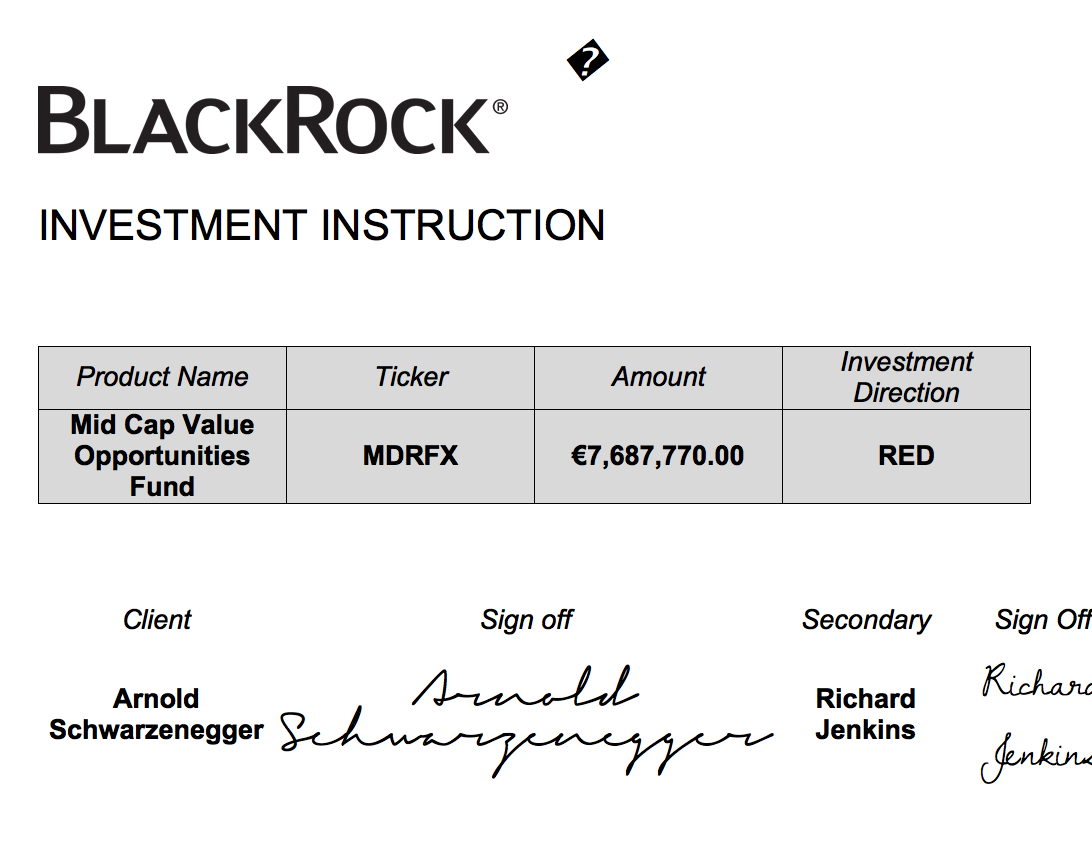 BLACKROCK®
INVESTMENT INSTRUCTION
Product Name Ticker Amount Investment Direction
Mid Cap Value Opportunities Fund MDRFX €7,687,770.00 RED
Client Sign off Secondary Sign Off
Arnold Schwarzenegger Arnold Schwarzenegger Richard Jenkins Richard Jenkins